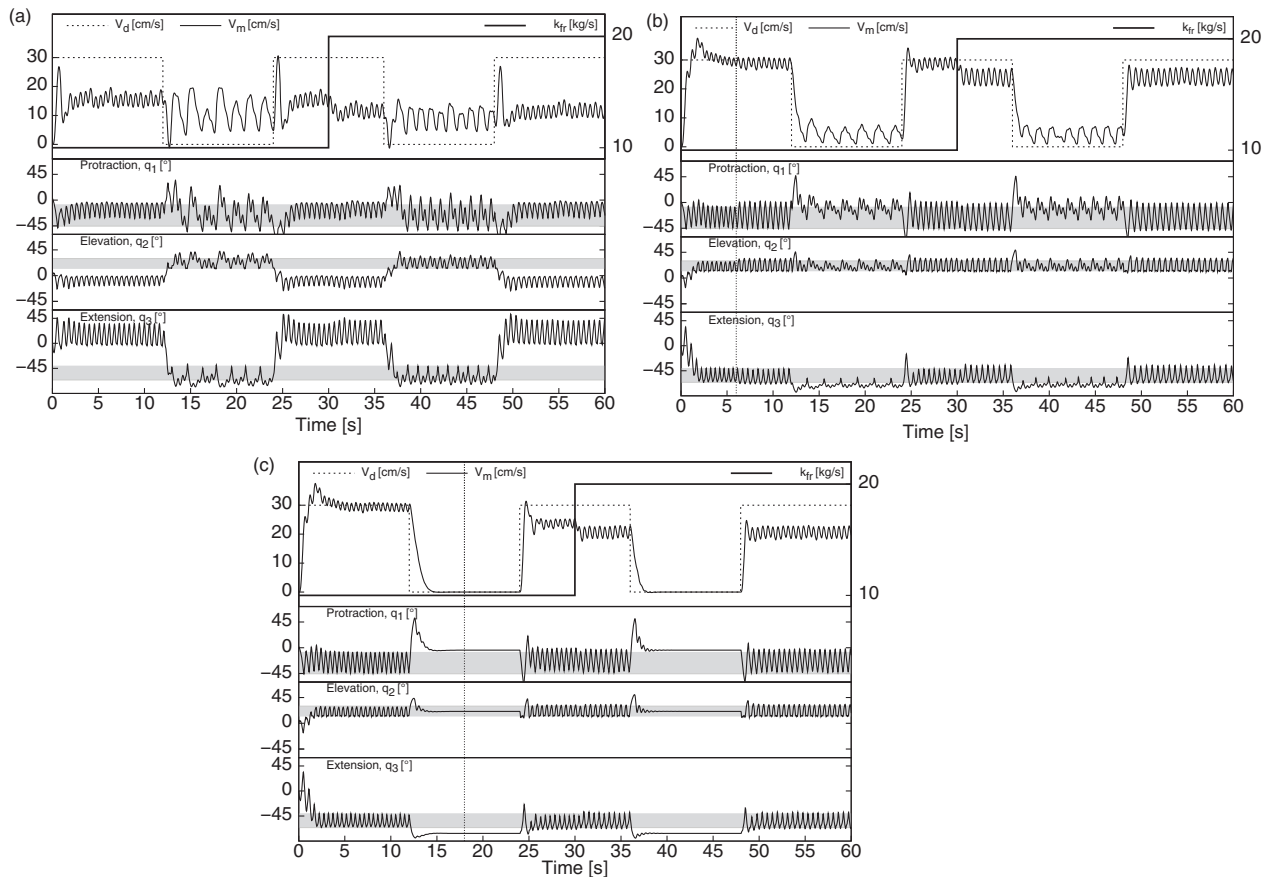 (a)
V_d [cm/s] V_m [cm/s] k_fr [kg/s]
30
20
10
0
20
10
Protraction, q_1 [°]
45
0
−45
Elevation, q_2 [°]
45
0
−45
Extension, q_3 [°]
45
0
−45
0 5 10 15 20 25 30 35 40 45 50 55 60
Time [s]
(b)
V_d [cm/s] V_m [cm/s] k_fr [kg/s]
30
20
10
0
20
10
Protraction, q_1 [°]
45
0
−45
Elevation, q_2 [°]
45
0
−45
Extension, q_3 [°]
45
0
−45
0 5 10 15 20 25 30 35 40 45 50 55 60
Time [s]
(c)
V_d [cm/s] V_m [cm/s] k_fr [kg/s]
30
20
10
0
20
10
Protraction, q_1 [°]
45
0
−45
Elevation, q_2 [°]
45
0
−45
Extension, q_3 [°]
45
0
−45
0 5 10 15 20 25 30 35 40 45 50 55 60
Time [s]